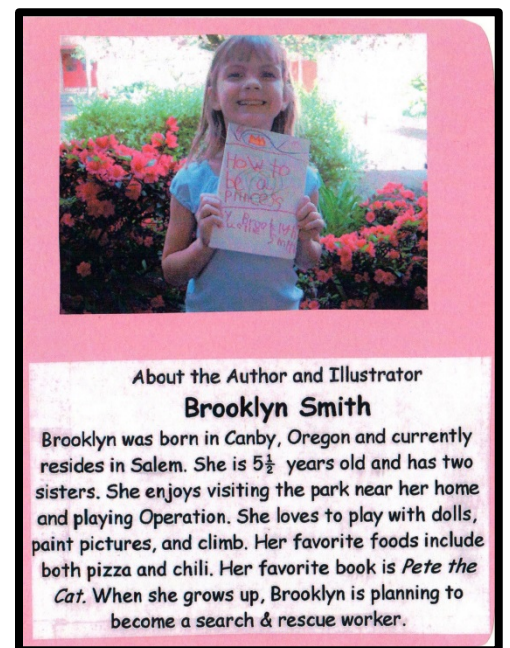 How to
be a
princess
Brooklyn
Smith
About the Author and Illustrator
Brooklyn Smith
Brooklyn was born in Canby, Oregon and currently
resides in Salem. She is 5½ years old and has two
sisters. She enjoys visiting the park near her home
and playing Operation. She loves to play with dolls,
paint pictures, and climb. Her favorite foods include
both pizza and chili. Her favorite book is Pete the
Cat. When she grows up, Brooklyn is planning to
become a search & rescue worker.